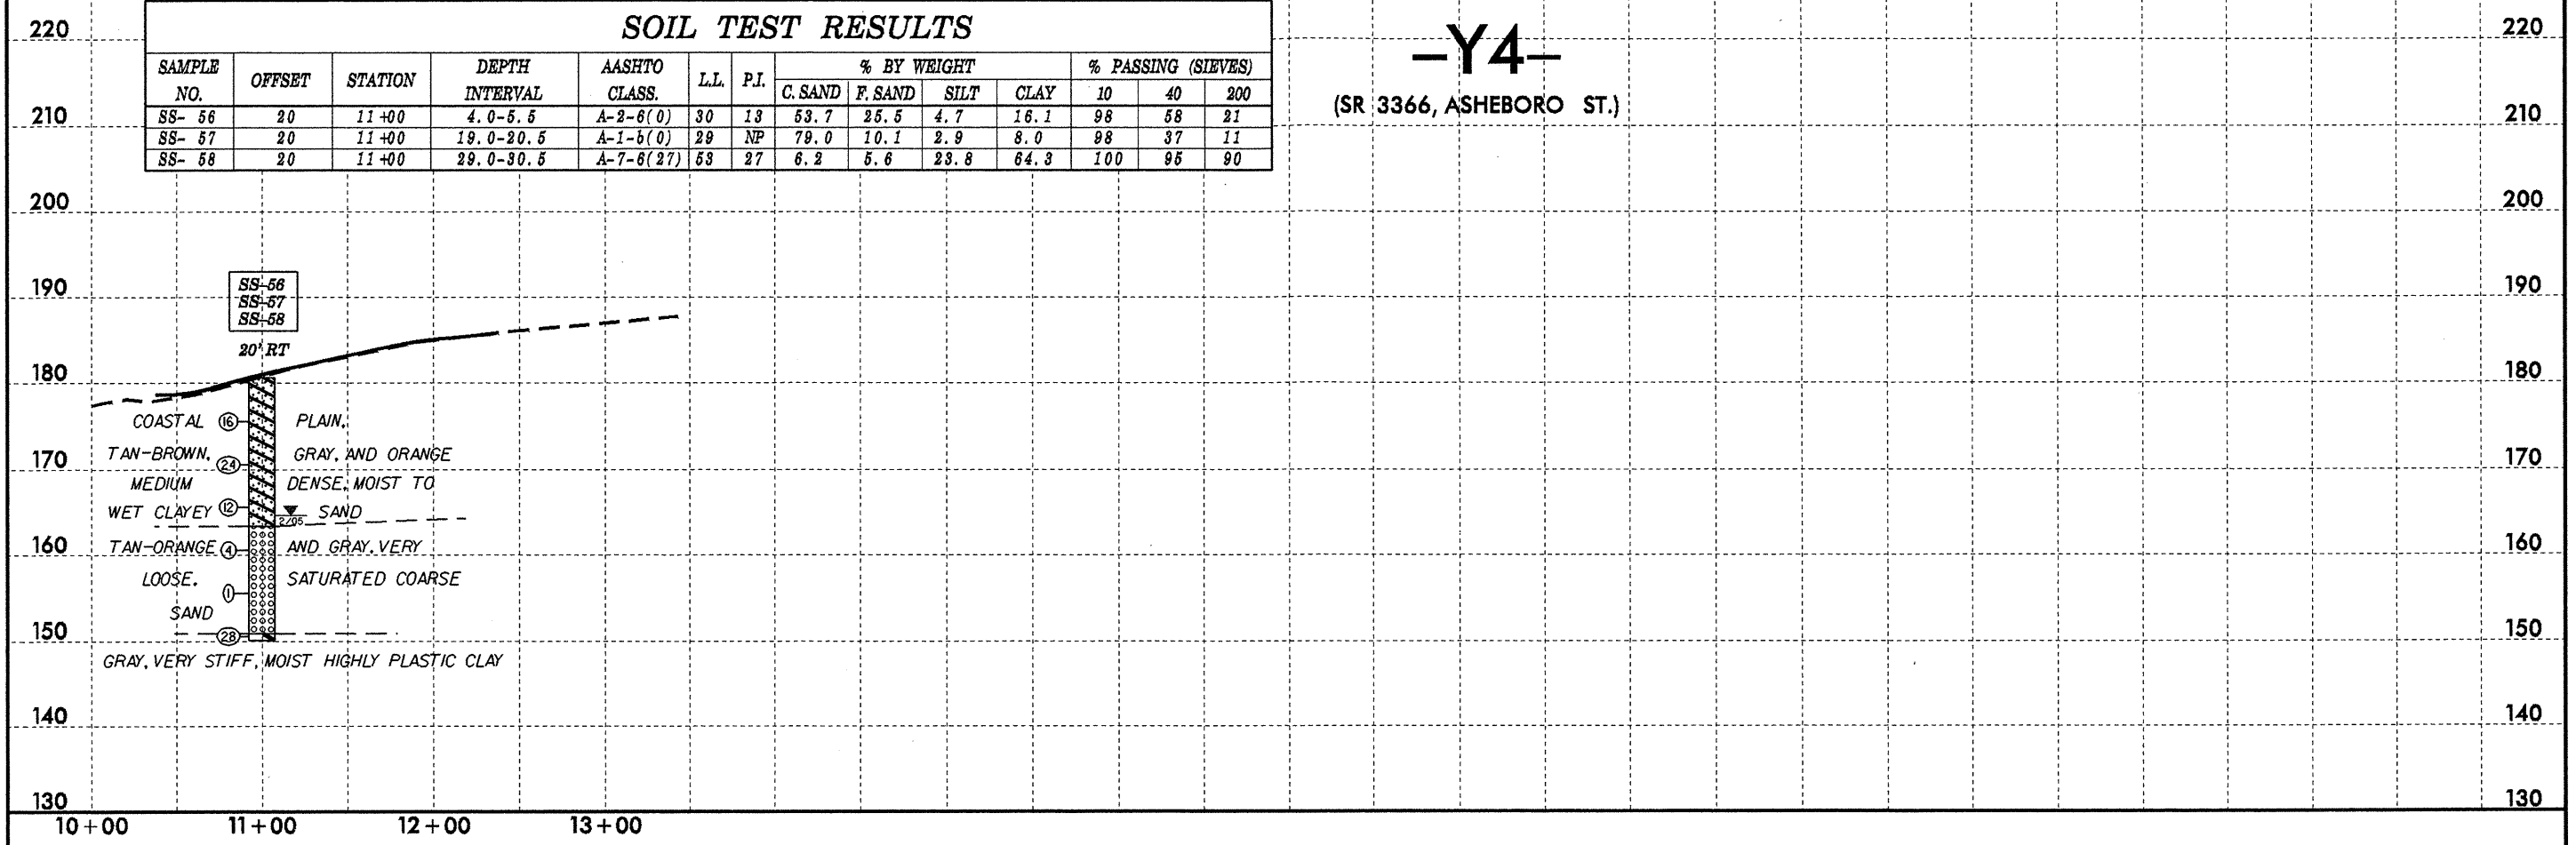 SOIL TEST RESULTS
SAMPLE NO. OFFSET STATION DEPTH INTERVAL AASHTO CLASS. L.L. P.I. % BY WEIGHT % PASSING (SIEVES)
C. SAND F. SAND SILT CLAY 10 40 200
SS- 56 20 11+00 4.0-5.5 A-2-6(0) 30 13 53.7 25.5 4.7 16.1 98 58 21
SS- 57 20 11+00 19.0-20.5 A-1-b(0) 29 NP 79.0 10.1 2.9 8.0 98 37 11
SS- 58 20 11+00 29.0-30.5 A-7-6(27) 53 27 6.2 5.6 23.8 64.3 100 95 90
-Y4-
(SR 3366, ASHEBORO ST.)
220 220
210 210
200 200
190 190
180 180
170 170
160 160
150 150
140 140
130 130
SS-56
SS-57
SS-58
20' RT
COASTAL 16 PLAIN,
TAN-BROWN, 24 GRAY, AND ORANGE
MEDIUM DENSE, MOIST TO
WET CLAYEY 12 SAND
2/05
TAN-ORANGE 4 AND GRAY, VERY
LOOSE, 1 SATURATED COARSE
SAND
28
GRAY, VERY STIFF, MOIST HIGHLY PLASTIC CLAY
10+00 11+00 12+00 13+00